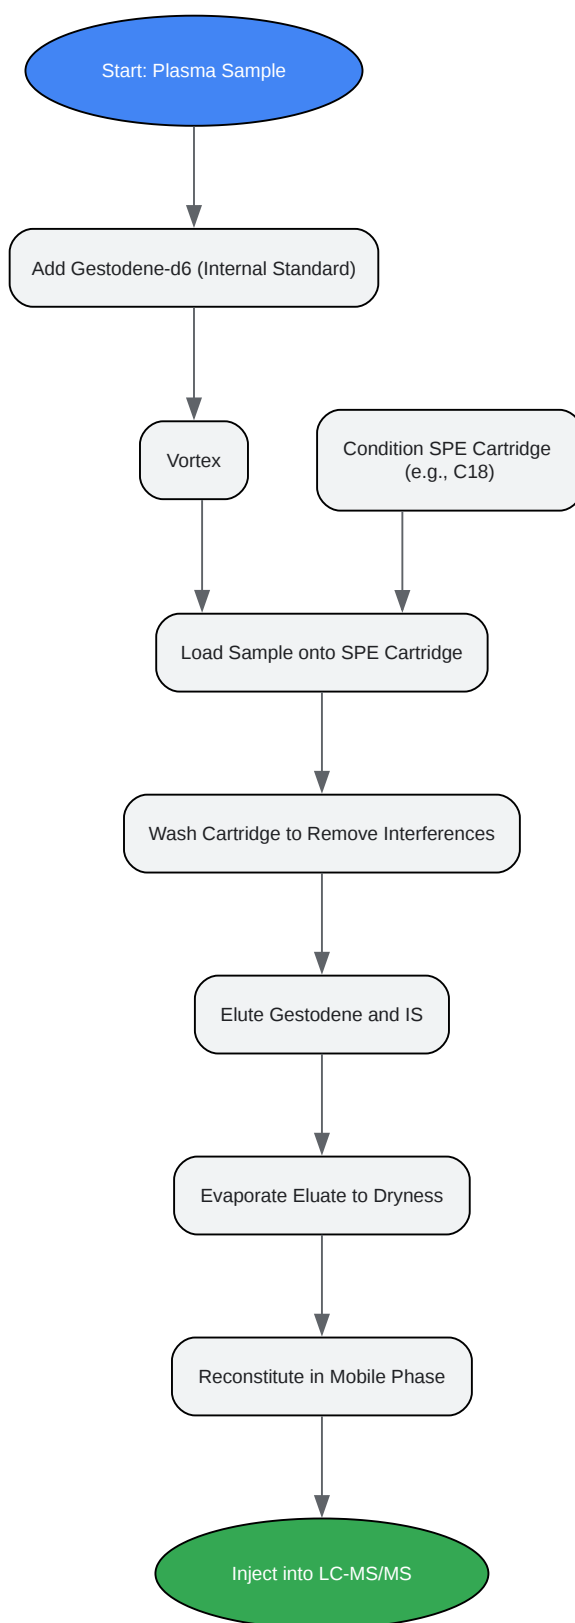 Start: Plasma Sample
Add Gestodene-d6 (Internal Standard)
Vortex
Condition SPE Cartridge
(e.g., C18)
Load Sample onto SPE Cartridge
Wash Cartridge to Remove Interferences
Elute Gestodene and IS
Evaporate Eluate to Dryness
Reconstitute in Mobile Phase
Inject into LC-MS/MS